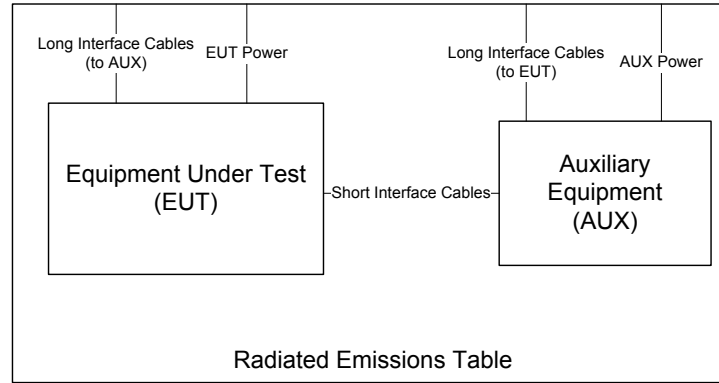 Long Interface Cables
(to AUX)
EUT Power
Long Interface Cables
(to EUT)
AUX Power
Equipment Under Test
(EUT)
Short Interface Cables
Auxiliary
Equipment
(AUX)
Radiated Emissions Table